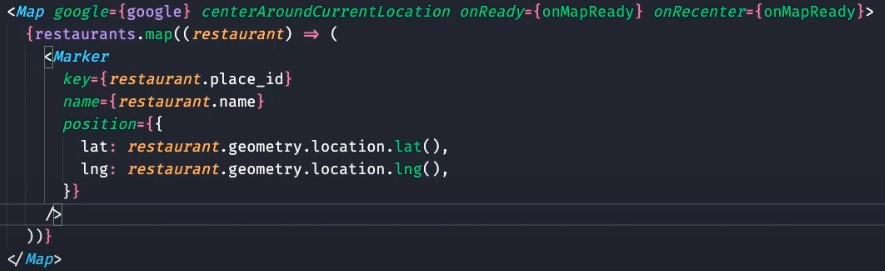 <Map google={google} centerAroundCurrentLocation onReady={onMapReady} onRecenter={onMapReady}>
{restaurants.map((restaurant) => (
<Marker
key={restaurant.place_id}
name={restaurant.name}
position={{
lat: restaurant.geometry.location.lat(),
lng: restaurant.geometry.location.lng(),
}}
/>
))}
</Map>